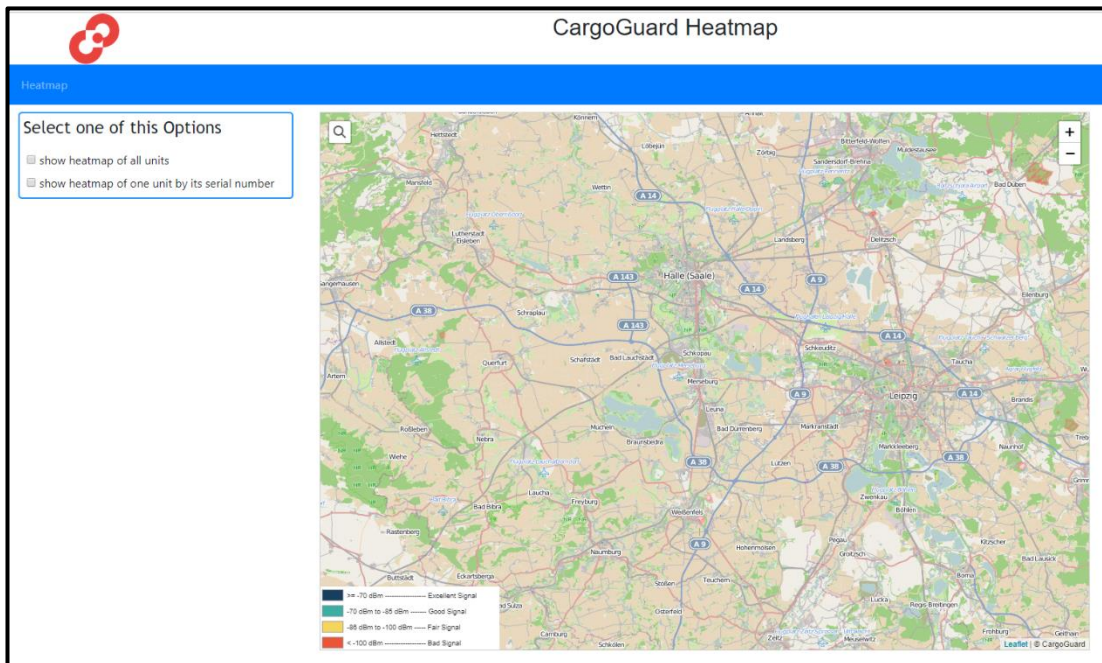 CargoGuard Heatmap
Heatmap
Select one of this Options
show heatmap of all units
show heatmap of one unit by its serial number
+
−
Könnern
Hettstedt
Löbejün
Zörbig
Bitterfeld-Wolfen
Muldestausee
Sandersdorf-Brehna
Bad Düben
Mansfeld
Wettin
A 14
Landsberg
Delitzsch
Lutherstadt
Eisleben
Halle (Saale)
A 143
A 9
A 14
Eilenburg
A 38
Schraplau
A 143
A 14
Allstedt
Schkeuditz
Taucha
Querfurt
Schafstädt
Bad Lauchstädt
Schkopau
Merseburg
Artern
A 9
Leipzig
A 14
Brandis
Leuna
Roßleben
Mücheln
Bad Dürrenberg
Markranstädt
Nebra
Braunsbedra
Markkleeberg
Naunhof
Wiehe
A 38
Lützen
A 38
A 38
Laucha
Zwenkau
Bad Bibra
Freyburg
Böhlen
Weißenfels
Rastenberg
Kitzscher
A 9
Hohenmölsen
Pegau
Naumburg
Groitzsch
Bad Lausick
Buttstädt
Eckartsberga
Stößen
Teuchern
Borna
Bad Sulza
Lucka
Regis Breitingen
Osterfeld
Camburg
Zeitz
Meuselwitz
Frohburg
Geithain
Schkölen
>= -70 dBm ------------------ Excellent Signal
-70 dBm to -85 dBm ------ Good Signal
-85 dBm to -100 dBm ---- Fair Signal
< -100 dBm ------------------ Bad Signal
Leaflet | © CargoGuard